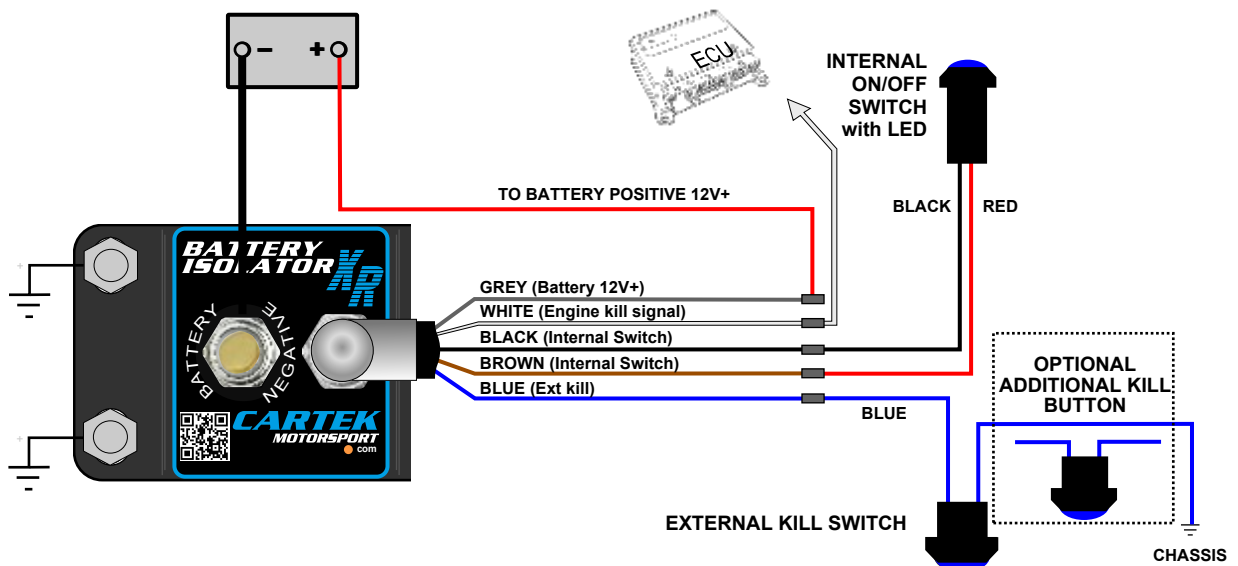 - +
ECU
INTERNAL
ON/OFF
SWITCH
with LED
TO BATTERY POSITIVE 12V+
BLACK
RED
BATTERY
ISOLATOR
XR
BATTERY
NEGATIVE
GREY (Battery 12V+)
WHITE (Engine kill signal)
BLACK (Internal Switch)
BROWN (Internal Switch)
BLUE (Ext kill)
BLUE
CARTEK
MOTORSPORT
com
OPTIONAL
ADDITIONAL KILL
BUTTON
EXTERNAL KILL SWITCH
CHASSIS
+
+